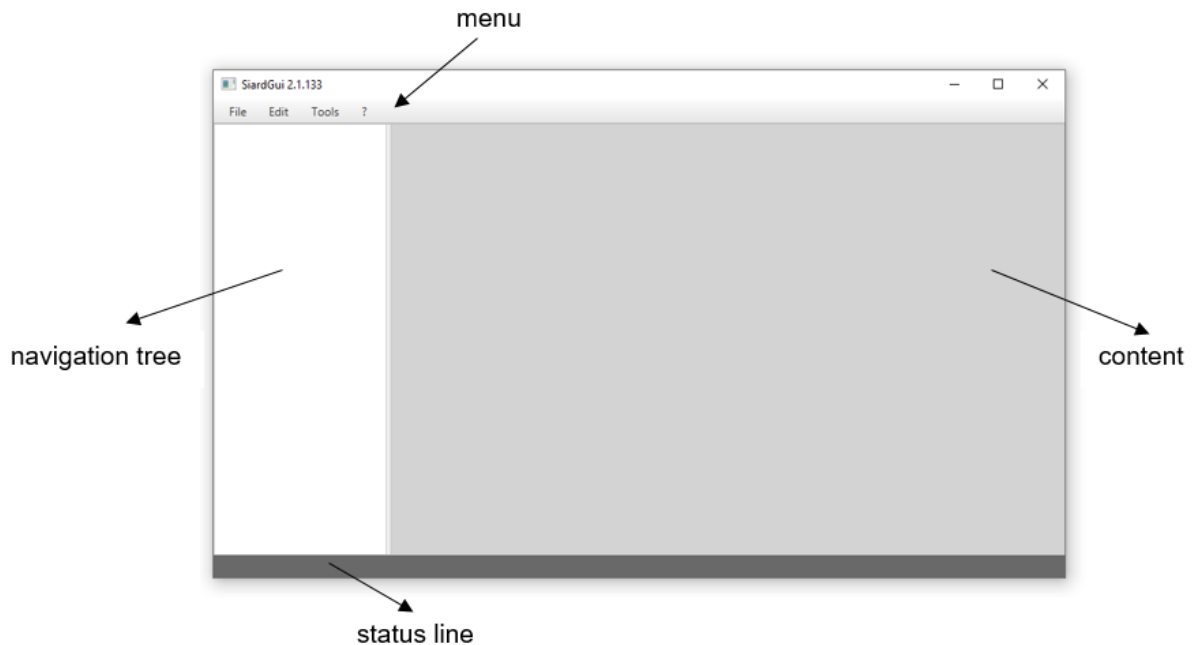 menu
SiardGui 2.1.133
File Edit Tools ?
navigation tree
content
status line